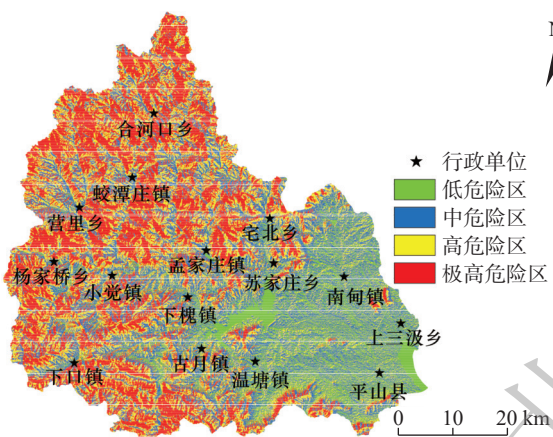 N
合河口乡
蛟潭庄镇
营里乡
宅北乡
杨家桥乡
小觉镇
孟家庄镇
苏家庄乡
南甸镇
下槐镇
上三汲乡
下口镇
古月镇
温塘镇
平山县
★ 行政单位
低危险区
中危险区
高危险区
极高危险区
0 10 20 km